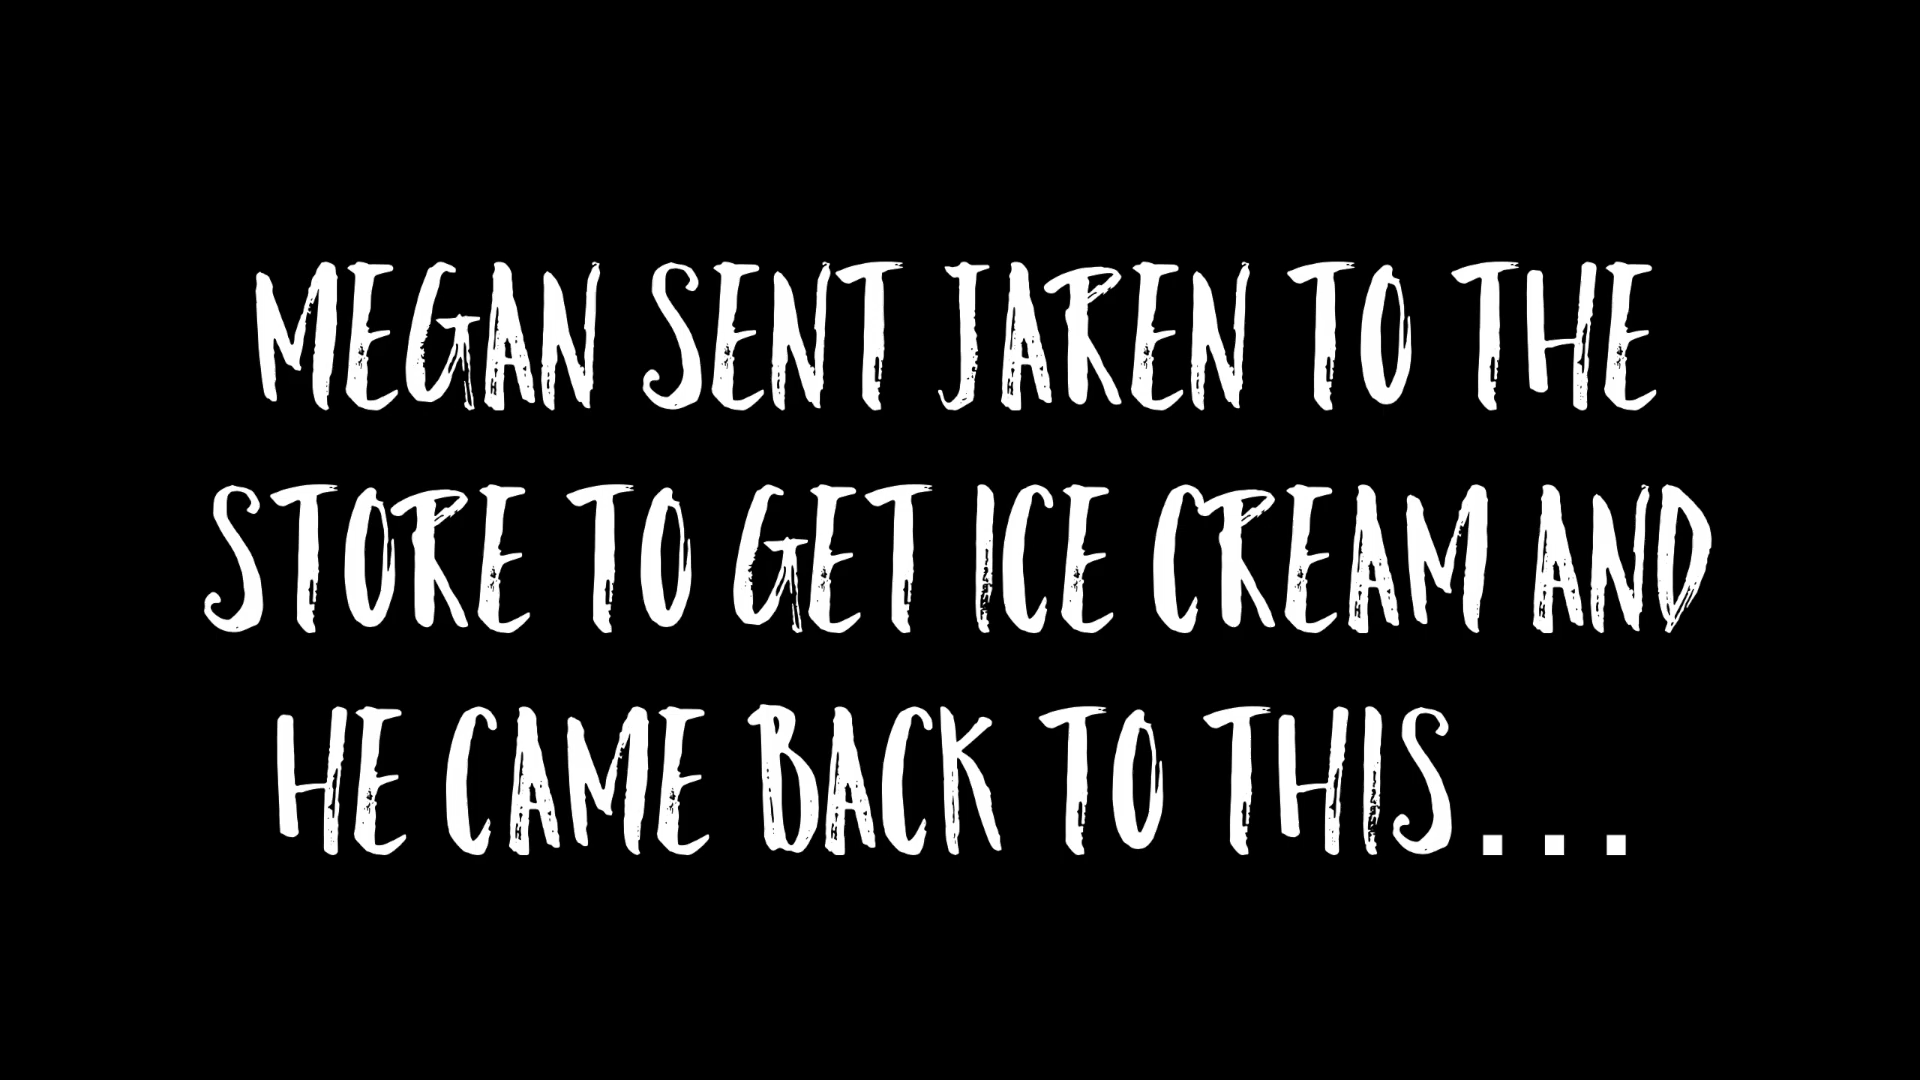 MEGAN SENT JAREN TO THE
STORE TO GET ICE CREAM AND
HE CAME BACK TO THIS...